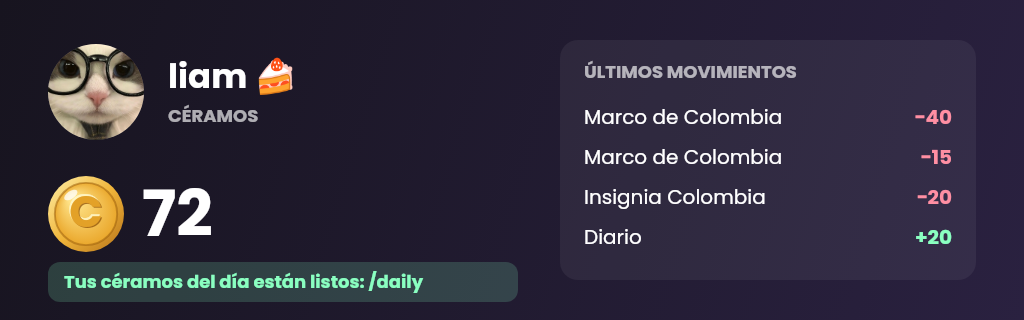 liam 🍰
CÉRAMOS
C
72
Tus céramos del día están listos: /daily
ÚLTIMOS MOVIMIENTOS
Marco de Colombia −40
Marco de Colombia −15
Insignia Colombia −20
Diario +20